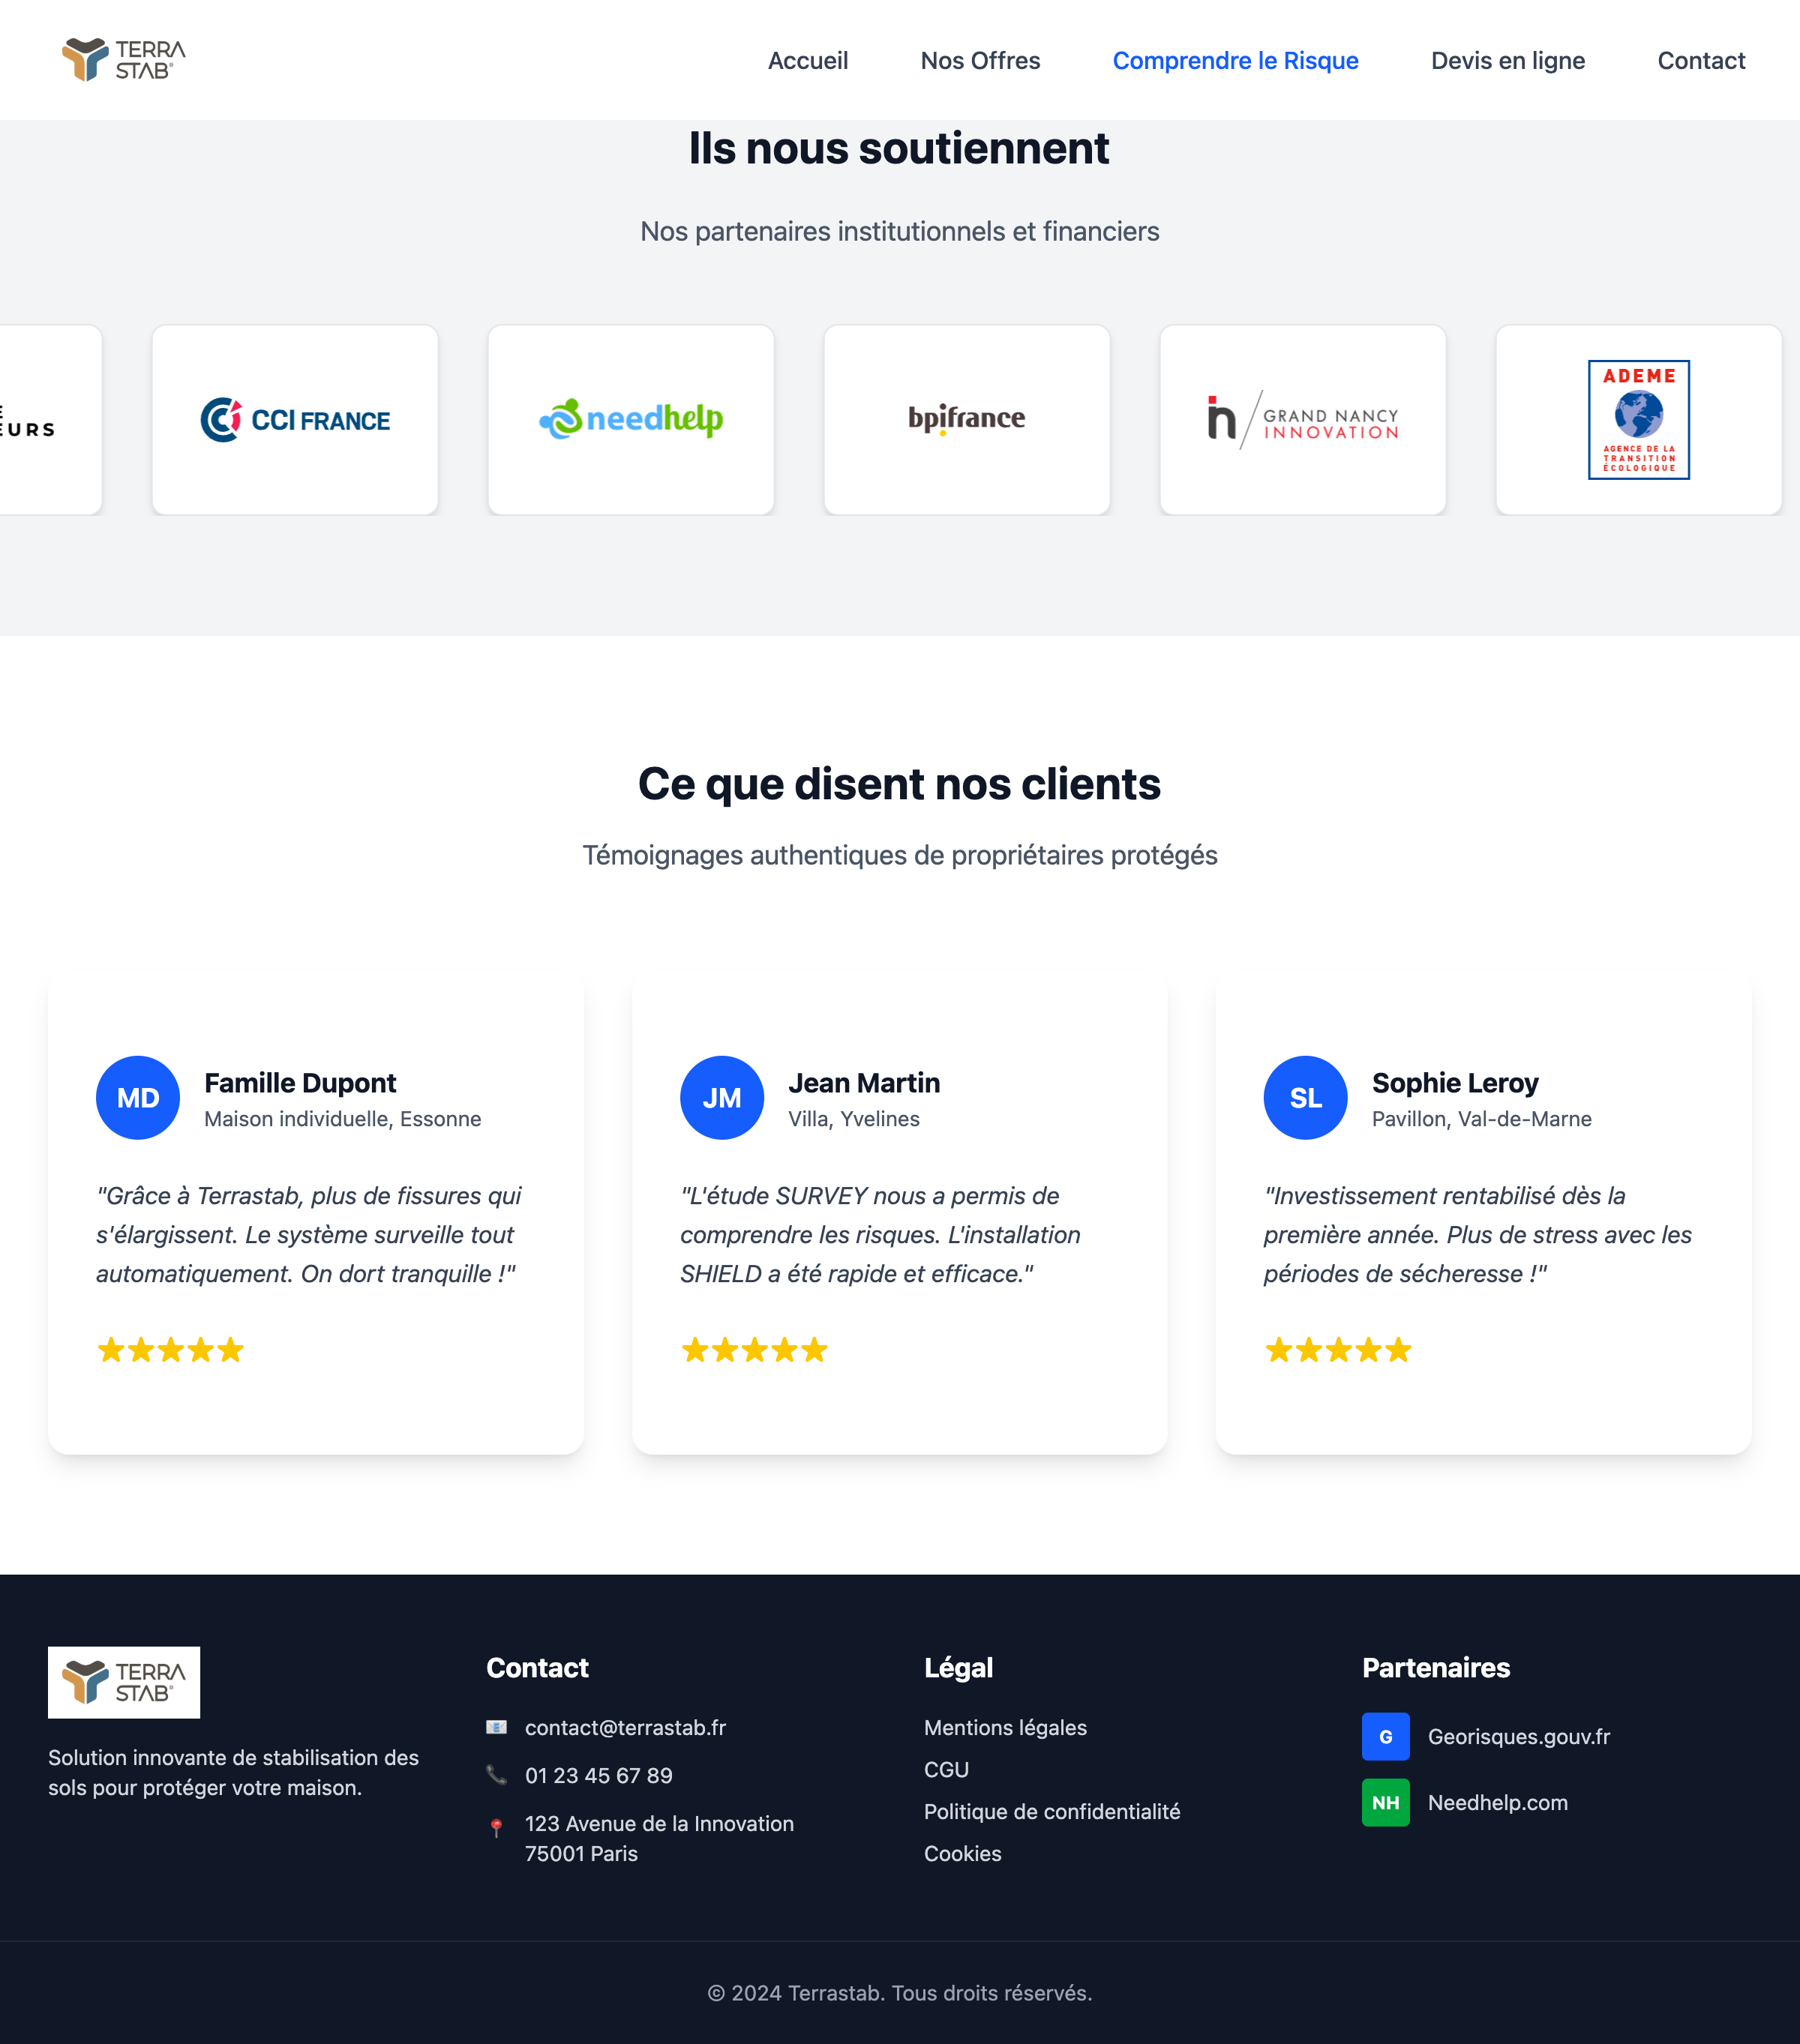 TERRA
STAB®
Accueil
Nos Offres
Comprendre le Risque
Devis en ligne
Contact
Ils nous soutiennent
Nos partenaires institutionnels et financiers
EURS
CCI FRANCE
needhelp
bpifrance
in
GRAND NANCY
INNOVATION
ADEME
AGENCE DE LA
TRANSITION
ÉCOLOGIQUE
Ce que disent nos clients
Témoignages authentiques de propriétaires protégés
MD
Famille Dupont
Maison individuelle, Essonne
"Grâce à Terrastab, plus de fissures qui
s'élargissent. Le système surveille tout
automatiquement. On dort tranquille !"
JM
Jean Martin
Villa, Yvelines
"L'étude SURVEY nous a permis de
comprendre les risques. L'installation
SHIELD a été rapide et efficace."
SL
Sophie Leroy
Pavillon, Val-de-Marne
"Investissement rentabilisé dès la
première année. Plus de stress avec les
périodes de sécheresse !"
TERRA
STAB®
Solution innovante de stabilisation des
sols pour protéger votre maison.
Contact
contact@terrastab.fr
01 23 45 67 89
123 Avenue de la Innovation
75001 Paris
Légal
Mentions légales
CGU
Politique de confidentialité
Cookies
Partenaires
G
Georisques.gouv.fr
NH
Needhelp.com
© 2024 Terrastab. Tous droits réservés.